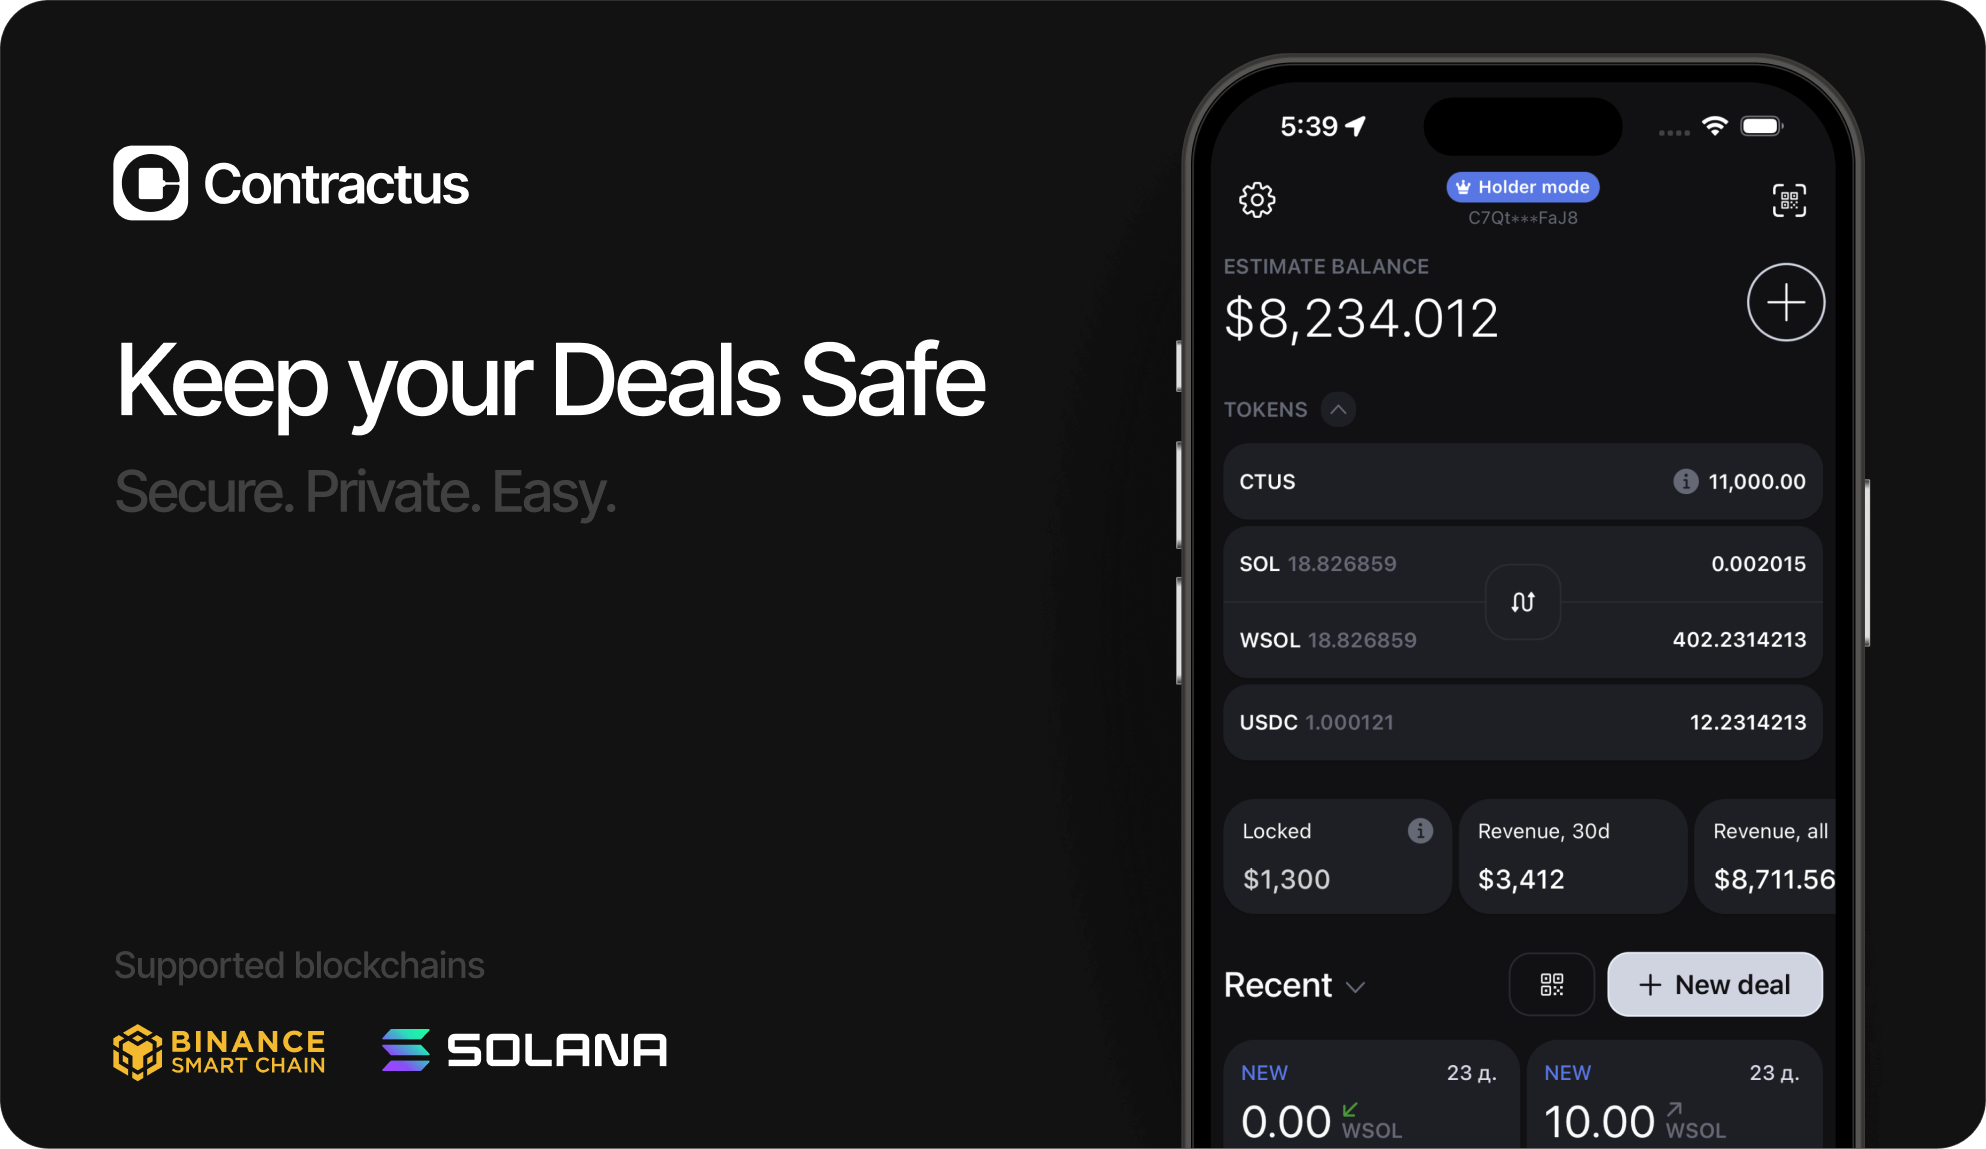 Contractus
Keep your Deals Safe
Secure. Private. Easy.
Supported blockchains
BINANCE
SMART CHAIN
SOLANA
5:39
Holder mode
C7Qt***FaJ8
ESTIMATE BALANCE
$8,234.012
TOKENS
CTUS 11,000.00
SOL 18.826859 0.002015
WSOL 18.826859 402.2314213
USDC 1.000121 12.2314213
Locked Revenue, 30d Revenue, all
$1,300 $3,412 $8,711.56
Recent + New deal
NEW 23 д. NEW 23 д.
0.00 WSOL 10.00 WSOL